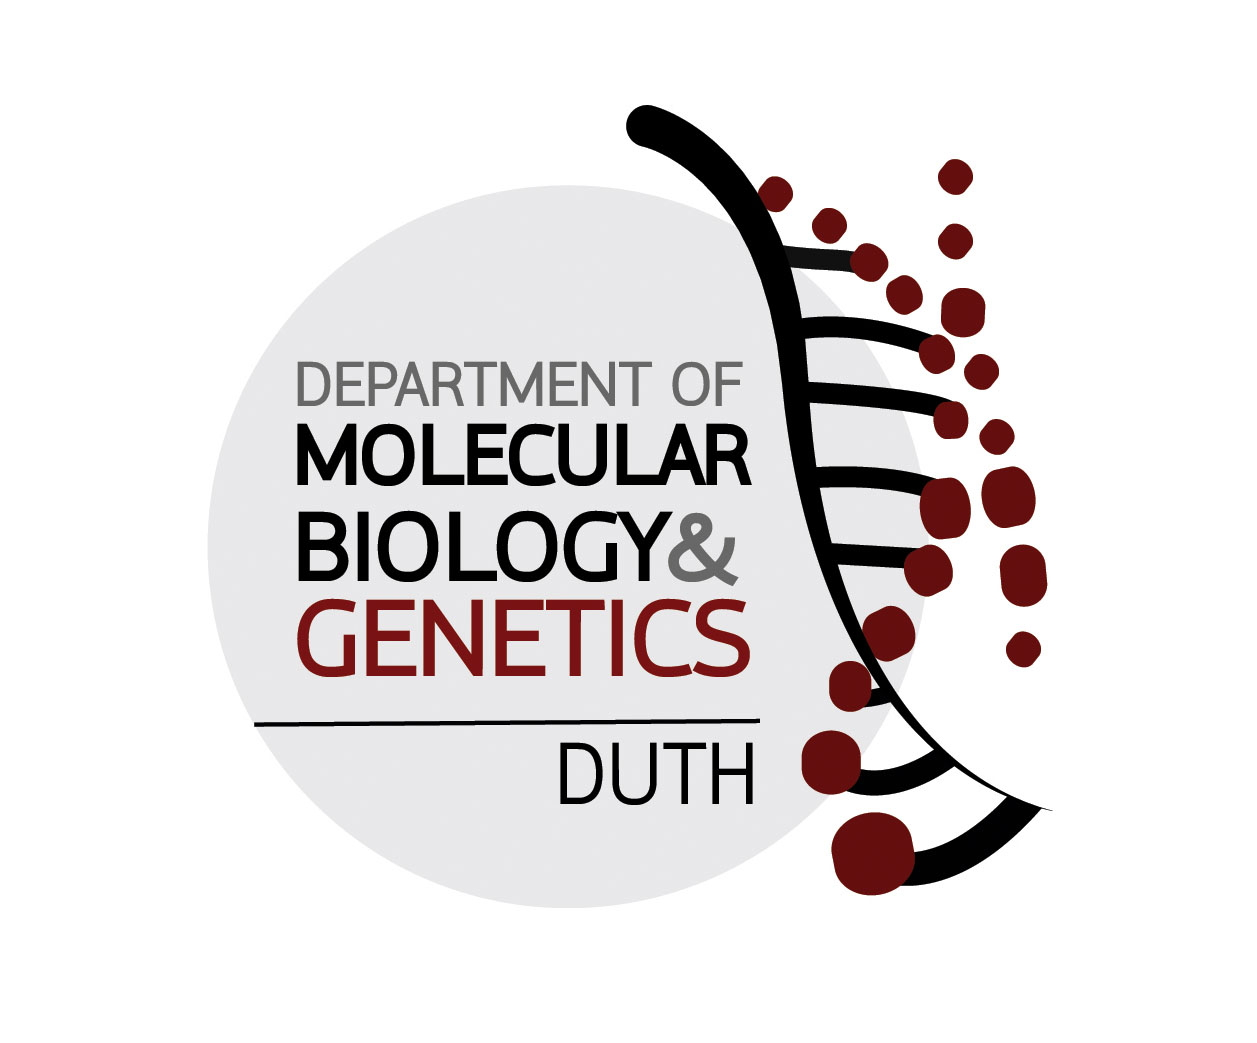 DEPARTMENT OF
MOLECULAR
BIOLOGY&
GENETICS
DUTH